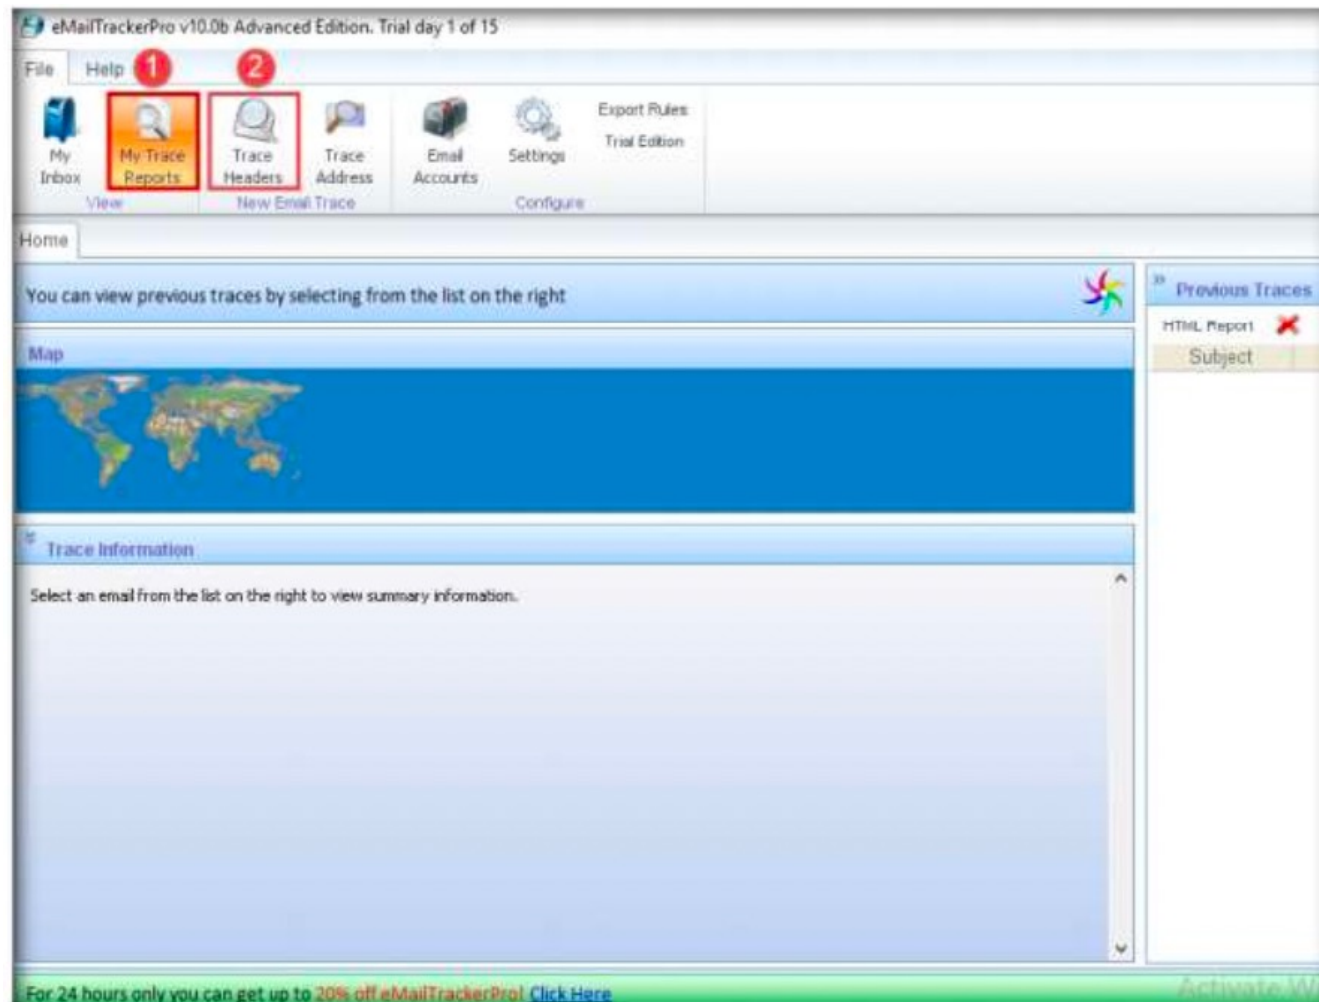 eMailTrackerPro v10.0b Advanced Edition. Trial day 1 of 15
File Help 1 2
My Inbox
My Trace Reports
Trace Headers
Trace Address
Email Accounts
Settings
Export Rules
Trial Edition
View New Email Trace Configure
Home
You can view previous traces by selecting from the list on the right
Previous Traces
HTML Report
Subject
Map
Trace Information
Select an email from the list on the right to view summary information.
For 24 hours only you can get up to 20% off eMailTrackerPro! Click Here
Activate W